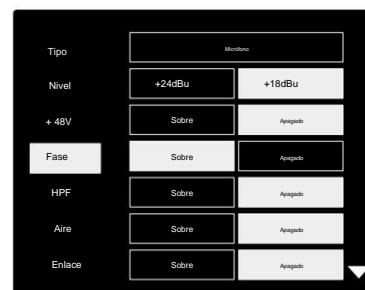 Tipo Micrófono
Nivel +24dBu +18dBu
+ 48V Sobre Apagado
Fase Sobre Apagado
HPF Sobre Apagado
Aire Sobre Apagado
Enlace Sobre Apagado